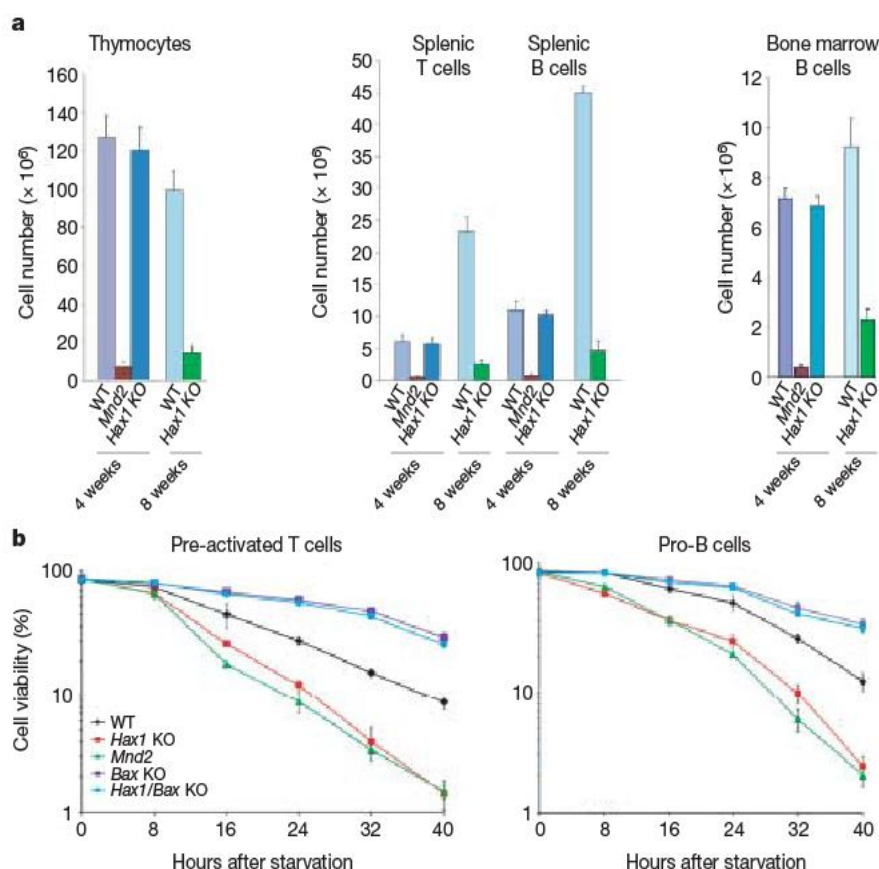 a
Thymocytes
Cell number (× 10⁶)
160
140
120
100
80
60
40
20
0
WT
Mnd2
Hax1 KO
WT
Hax1 KO
4 weeks
8 weeks
Splenic
T cells
Splenic
B cells
Cell number (× 10⁶)
50
45
40
35
30
25
20
15
10
5
0
WT
Mnd2
Hax1 KO
WT
Hax1 KO
WT
Mnd2
Hax1 KO
WT
Hax1 KO
4 weeks
8 weeks
4 weeks
8 weeks
Bone marrow
B cells
Cell number (× 10⁶)
12
10
8
6
4
2
0
WT
Mnd2
Hax1 KO
WT
Hax1 KO
4 weeks
8 weeks
b
Pre-activated T cells
Cell viability (%)
100
10
1
WT
Hax1 KO
Mnd2
Bax KO
Hax1/Bax KO
0 8 16 24 32 40
Hours after starvation
Pro-B cells
100
10
1
0 8 16 24 32 40
Hours after starvation